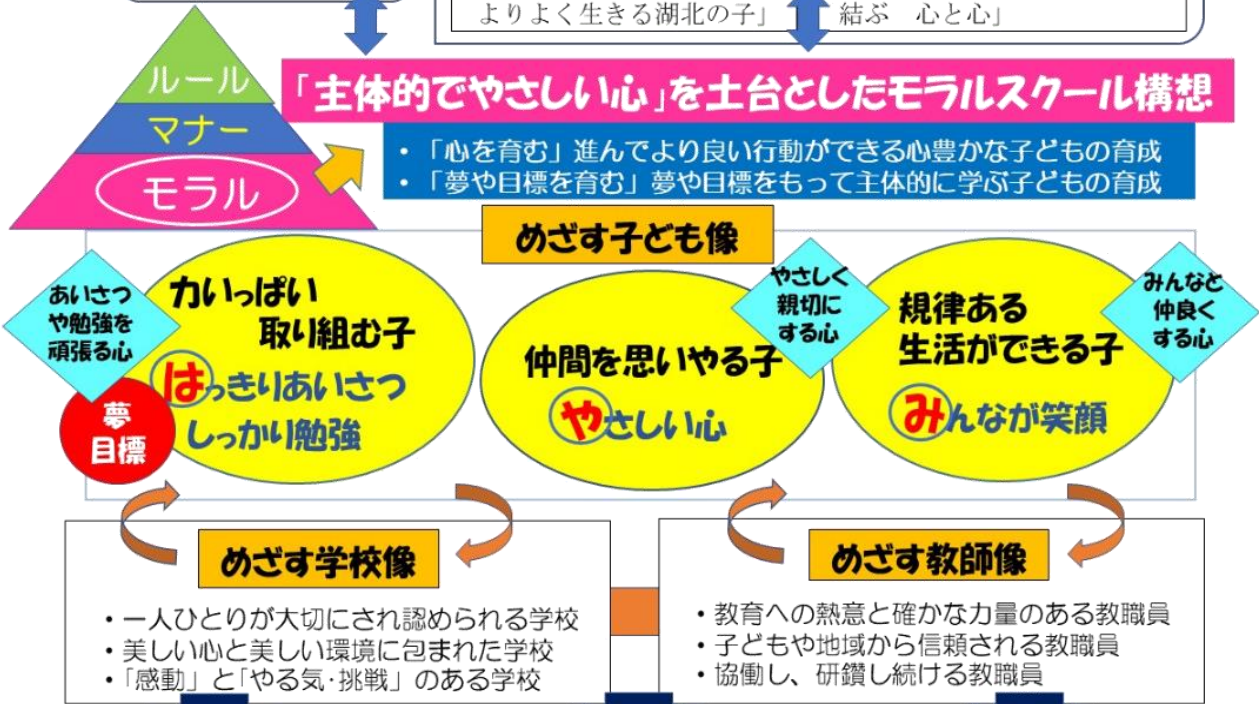 よりよく生きる湖北の子」
結ぶ　心と心」
ルール
マナー
モラル
「主体的でやさしい心」を土台としたモラルスクール構想
・「心を育む」進んでより良い行動ができる心豊かな子どもの育成
・「夢や目標を育む」夢や目標をもって主体的に学ぶ子どもの育成
めざす子ども像
あいさつ
や勉強を
頑張る心
夢
目標
力いっぱい
取り組む子
はっきりあいさつ
しっかり勉強
仲間を思いやる子
やさしい心
やさしく
親切に
する心
規律ある
生活ができる子
みんなが笑顔
みんなと
仲良く
する心
めざす学校像
・一人ひとりが大切にされ認められる学校
・美しい心と美しい環境に包まれた学校
・「感動」と「やる気・挑戦」のある学校
めざす教師像
・教育への熱意と確かな力量のある教職員
・子どもや地域から信頼される教職員
・協働し、研鑽し続ける教職員